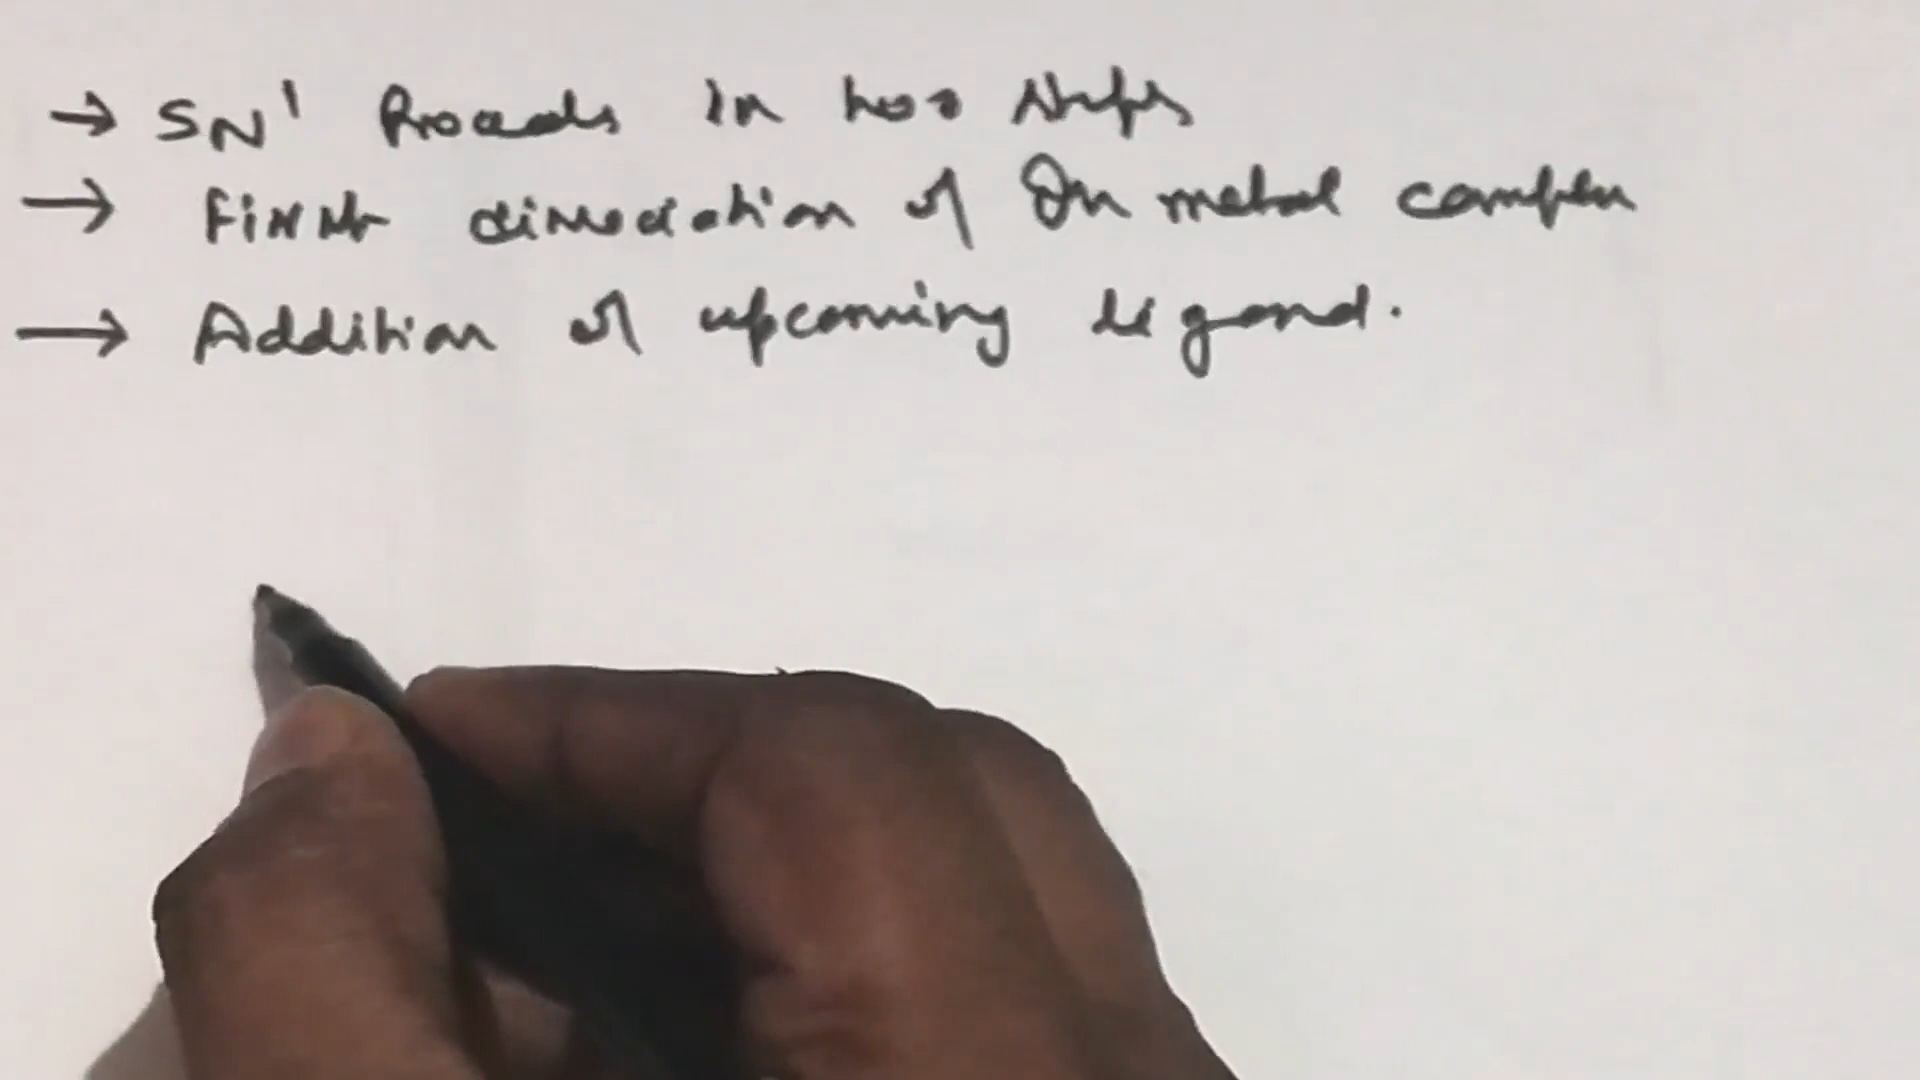 → SN¹ Proceeds in two steps
→ First dissociation of the metal complex
→ Addition of upcoming ligand.